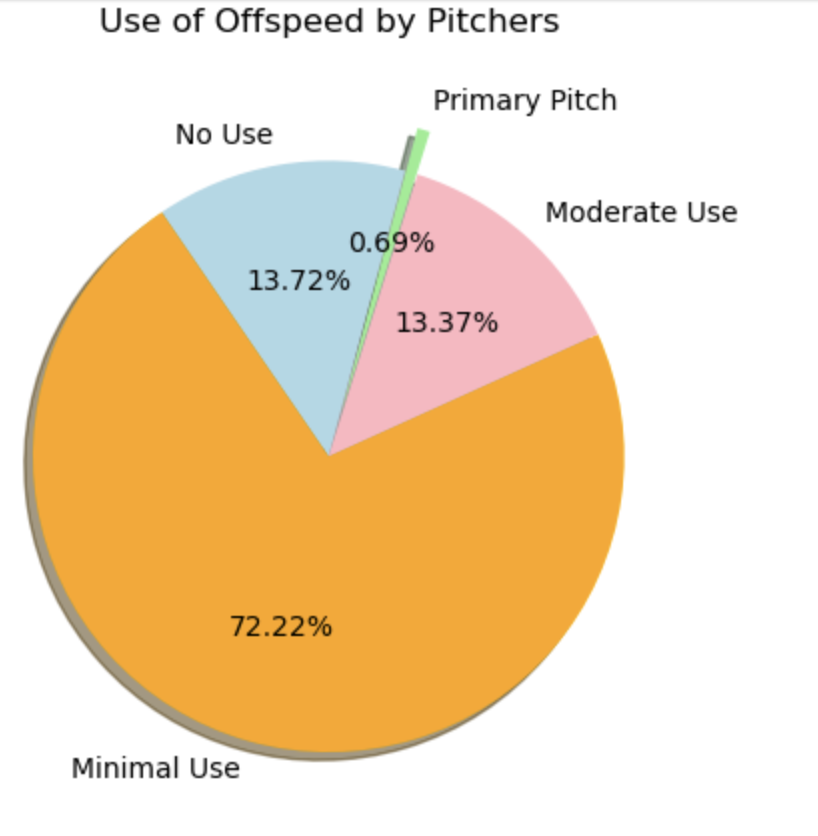 Use of Offspeed by Pitchers
Primary Pitch
No Use
Moderate Use
0.69%
13.72%
13.37%
72.22%
Minimal Use